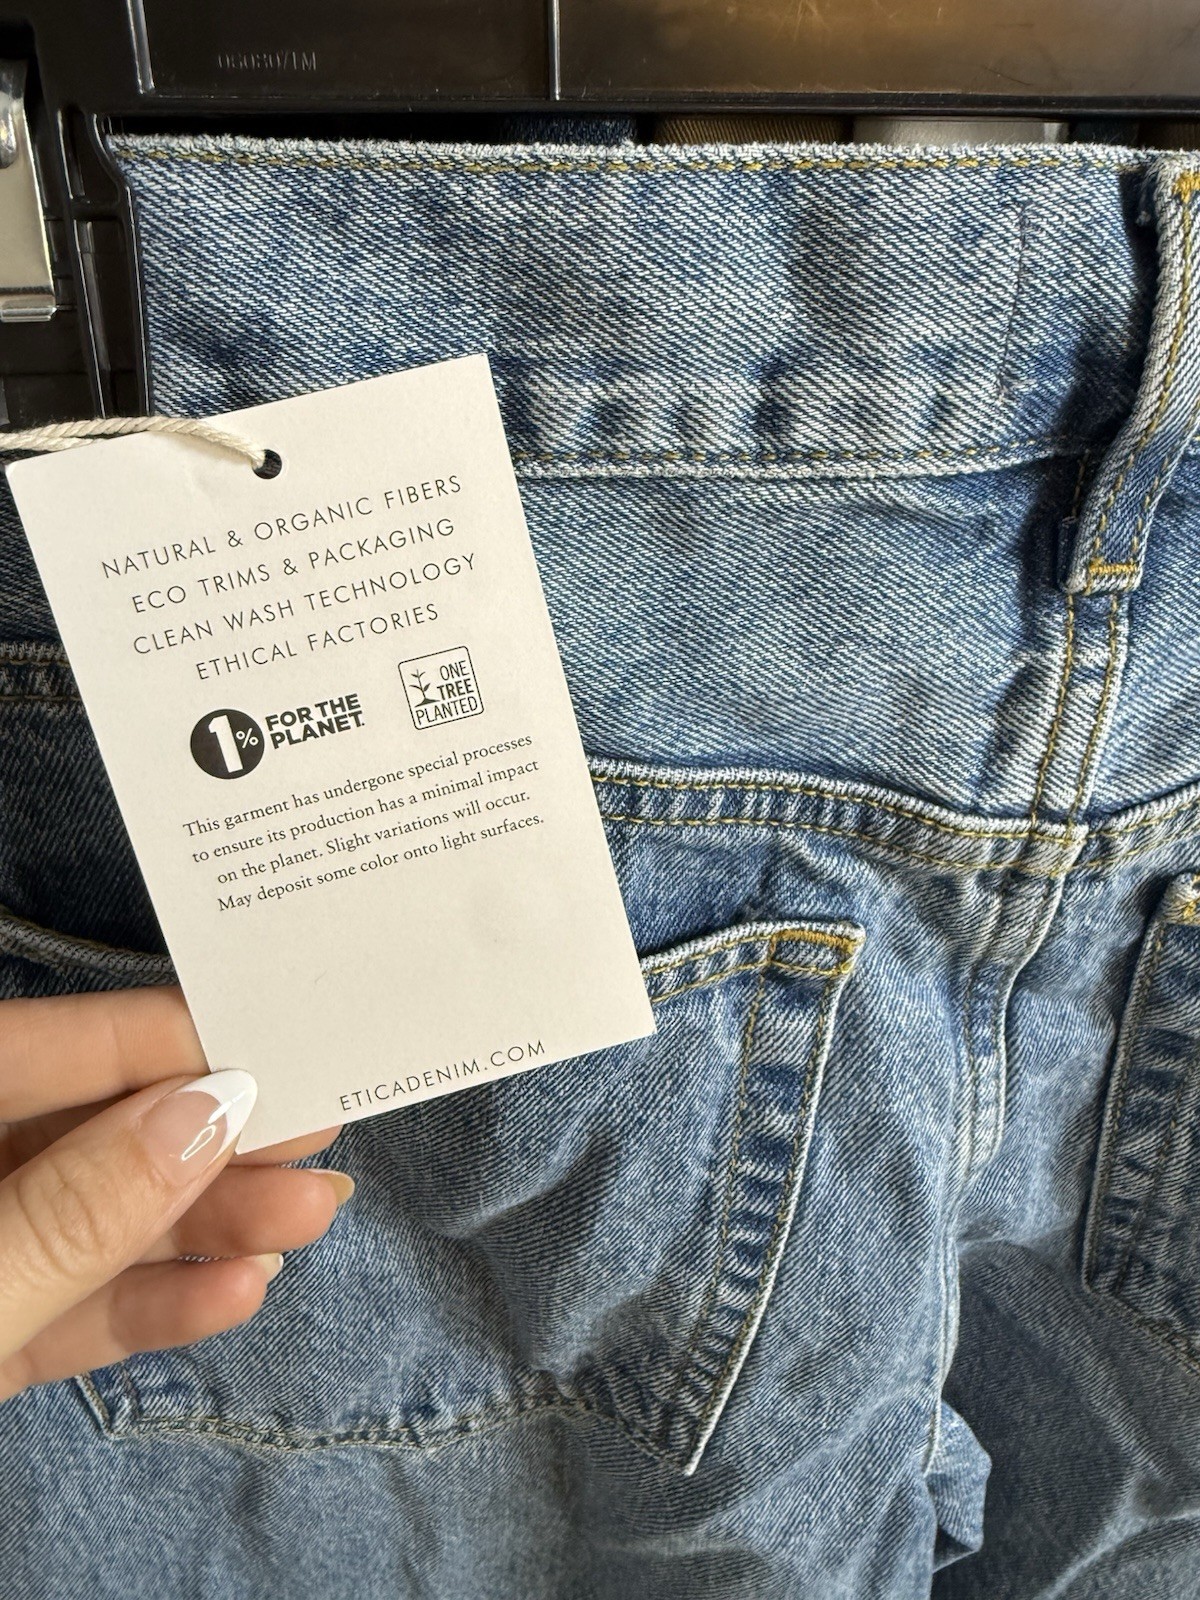 060807LM
NATURAL & ORGANIC FIBERS
ECO TRIMS & PACKAGING
CLEAN WASH TECHNOLOGY
ETHICAL FACTORIES
1% FOR THE
PLANET.
ONE
TREE
PLANTED
This garment has undergone special processes
to ensure its production has a minimal impact
on the planet. Slight variations will occur.
May deposit some color onto light surfaces.
ETICADENIM.COM